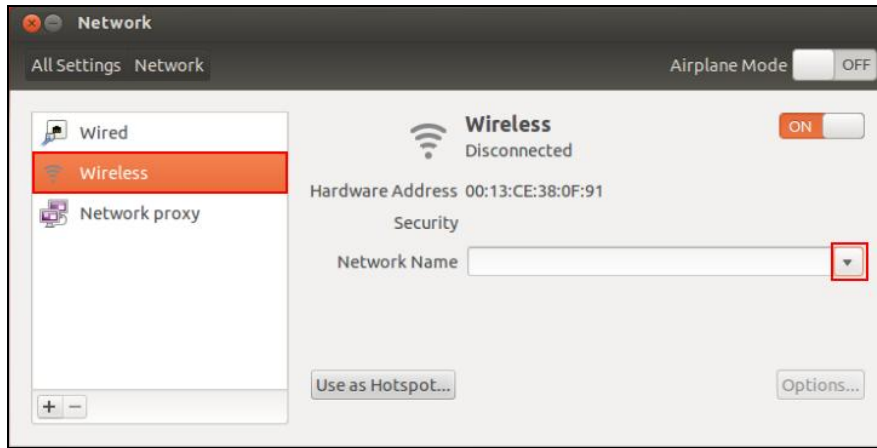 Network
All Settings Network
Airplane Mode OFF
Wired
Wireless
Network proxy
Wireless
ON
Disconnected
Hardware Address 00:13:CE:38:0F:91
Security
Network Name
Use as Hotspot...
Options...